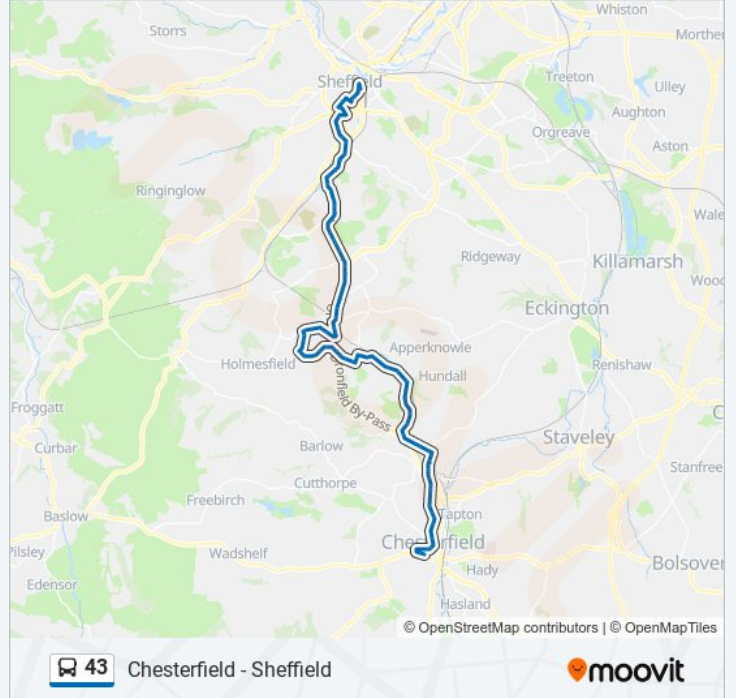 Whiston
Storrs
Morther
Sheffield
Treeton
Ulley
Aughton
Orgreave
Aston
Ringinglow
Wale
Ridgeway
Killamarsh
Wood
Eckington
Apperknowle
Holmesfield
Renishaw
Hundall
Froggatt
ronfield By-Pass
C
Staveley
Curbar
Barlow
Stanfree
Cutthorpe
Freebirch
Baslow
Tapton
Chesterfield
Pilsley
Wadshelf
Bolsover
Hady
Edensor
Hasland
© OpenStreetMap contributors | © OpenMapTiles
43 Chesterfield - Sheffield moovit